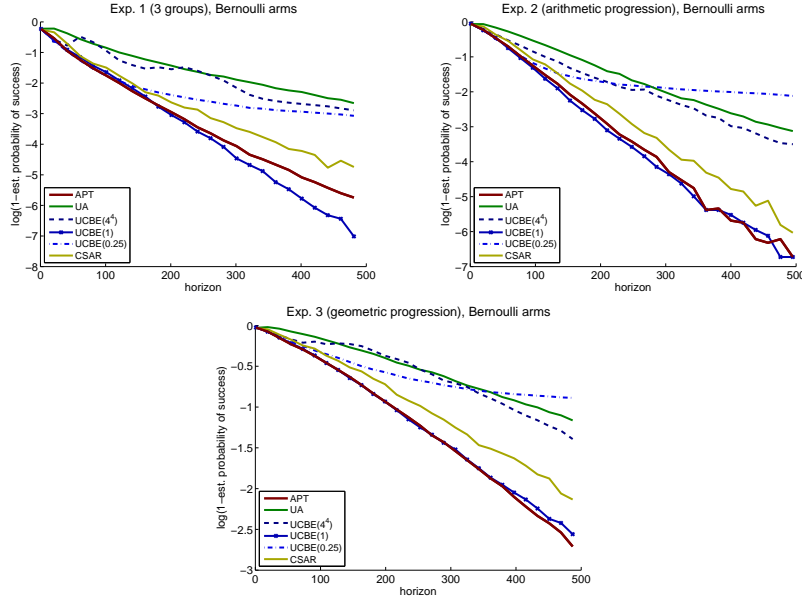 Exp. 1 (3 groups), Bernoulli arms
log(1−est. probability of success)
0
−1
−2
−3
−4
−5
−6
−7
−8
APT
UA
UCBE(4^4)
UCBE(1)
UCBE(0.25)
CSAR
0 100 200 300 400 500
horizon
Exp. 2 (arithmetic progression), Bernoulli arms
log(1−est. probability of success)
0
−1
−2
−3
−4
−5
−6
−7
APT
UA
UCBE(4^4)
UCBE(1)
UCBE(0.25)
CSAR
0 100 200 300 400 500
horizon
Exp. 3 (geometric progression), Bernoulli arms
log(1−est. probability of success)
0
−0.5
−1
−1.5
−2
−2.5
−3
APT
UA
UCBE(4^4)
UCBE(1)
UCBE(0.25)
CSAR
0 100 200 300 400 500
horizon